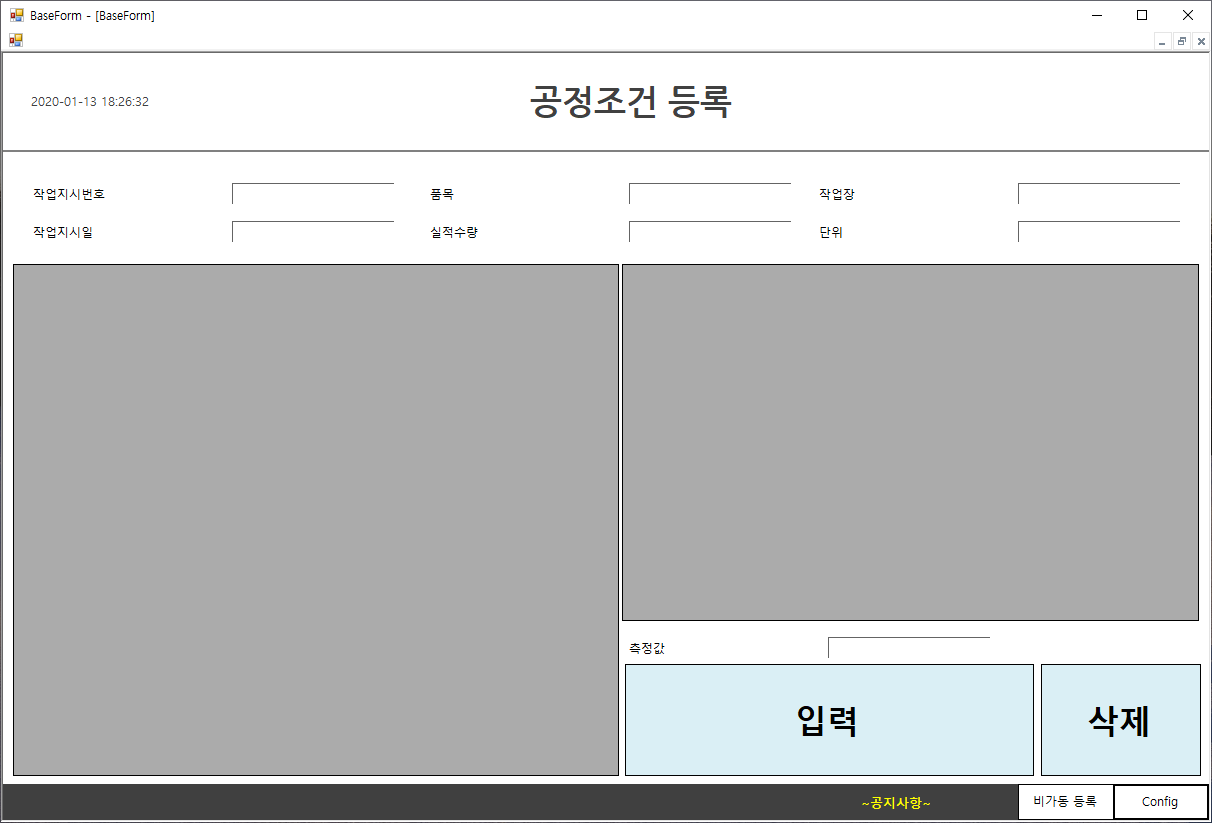 BaseForm - [BaseForm]
2020-01-13 18:26:32
공정조건 등록
작업지시번호 품목 작업장
작업지시일 실적수량 단위
측정값
입력 삭제
~공지사항~ 비가동 등록 Config